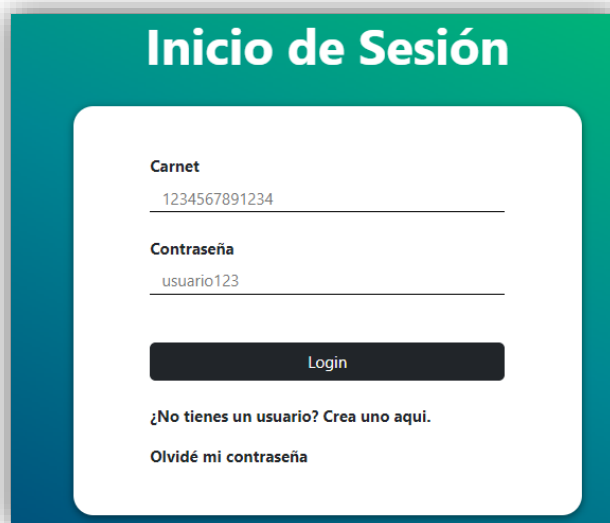 Inicio de Sesión
Carnet
1234567891234
Contraseña
usuario123
Login
¿No tienes un usuario? Crea uno aqui.
Olvidé mi contraseña